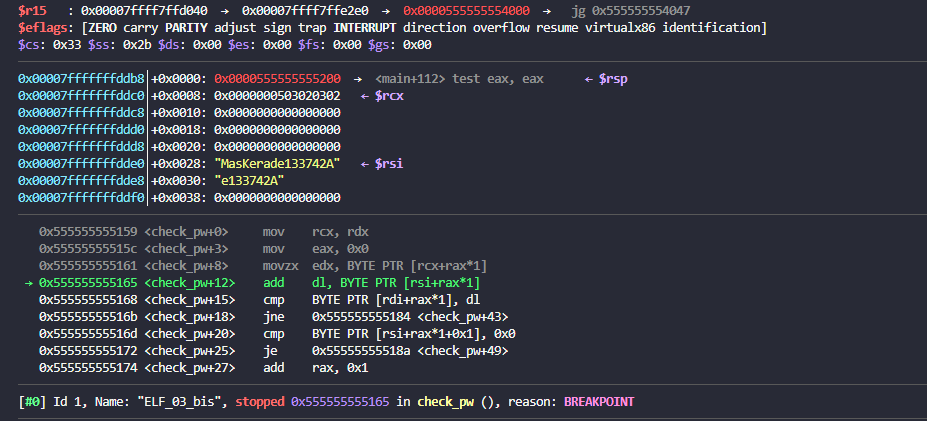 $r15   : 0x00007ffff7ffd040  →  0x00007ffff7ffe2e0  →  0x0000555555554000  →  jg 0x555555554047
$eflags: [ZERO carry PARITY adjust sign trap INTERRUPT direction overflow resume virtualx86 identification]
$cs: 0x33 $ss: 0x2b $ds: 0x00 $es: 0x00 $fs: 0x00 $gs: 0x00
0x00007fffffffddb8│+0x0000: 0x0000555555555200  →  <main+112> test eax, eax      ← $rsp
0x00007fffffffddc0│+0x0008: 0x0000000503020302   ← $rcx
0x00007fffffffddc8│+0x0010: 0x0000000000000000
0x00007fffffffddd0│+0x0018: 0x0000000000000000
0x00007fffffffddd8│+0x0020: 0x0000000000000000
0x00007fffffffdde0│+0x0028: "MasKerade133742A"   ← $rsi
0x00007fffffffdde8│+0x0030: "e133742A"
0x00007fffffffddf0│+0x0038: 0x0000000000000000
0x555555555159 <check_pw+0>     mov    rcx, rdx
0x55555555515c <check_pw+3>     mov    eax, 0x0
0x555555555161 <check_pw+8>     movzx  edx, BYTE PTR [rcx+rax*1]
→ 0x555555555165 <check_pw+12>    add    dl, BYTE PTR [rsi+rax*1]
0x555555555168 <check_pw+15>    cmp    BYTE PTR [rdi+rax*1], dl
0x55555555516b <check_pw+18>    jne    0x555555555184 <check_pw+43>
0x55555555516d <check_pw+20>    cmp    BYTE PTR [rsi+rax*1+0x1], 0x0
0x555555555172 <check_pw+25>    je     0x55555555518a <check_pw+49>
0x555555555174 <check_pw+27>    add    rax, 0x1
[#0] Id 1, Name: "ELF_03_bis", stopped 0x555555555165 in check_pw (), reason: BREAKPOINT